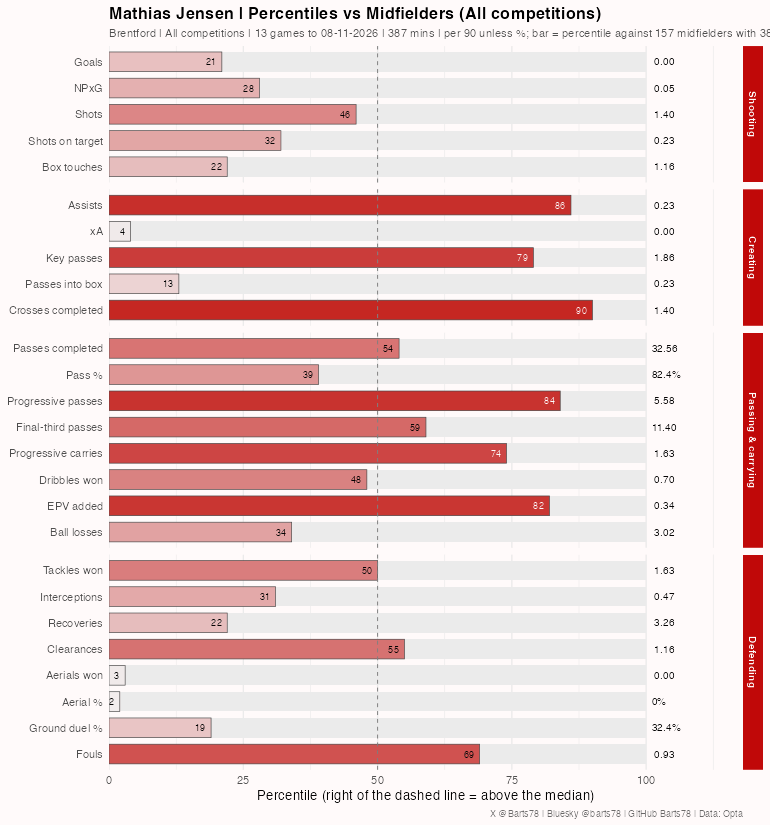 Mathias Jensen | Percentiles vs Midfielders (All competitions)
Brentford | All competitions | 13 games to 08-11-2026 | 387 mins | per 90 unless %; bar = percentile against 157 midfielders with 38
Goals 21 0.00
NPxG 28 0.05
Shots 46 1.40
Shots on target 32 0.23
Box touches 22 1.16
Shooting
Assists 86 0.23
xA 4 0.00
Key passes 79 1.86
Passes into box 13 0.23
Crosses completed 90 1.40
Creating
Passes completed 54 32.56
Pass % 39 82.4%
Progressive passes 84 5.58
Final-third passes 59 11.40
Progressive carries 74 1.63
Dribbles won 48 0.70
EPV added 82 0.34
Ball losses 34 3.02
Passing & carrying
Tackles won 50 1.63
Interceptions 31 0.47
Recoveries 22 3.26
Clearances 55 1.16
Aerials won 3 0.00
Aerial % 2 0%
Ground duel % 19 32.4%
Fouls 69 0.93
Defending
0 25 50 75 100
Percentile (right of the dashed line = above the median)
X @Barts78 | Bluesky @barts78 | GitHub Barts78 | Data: Opta